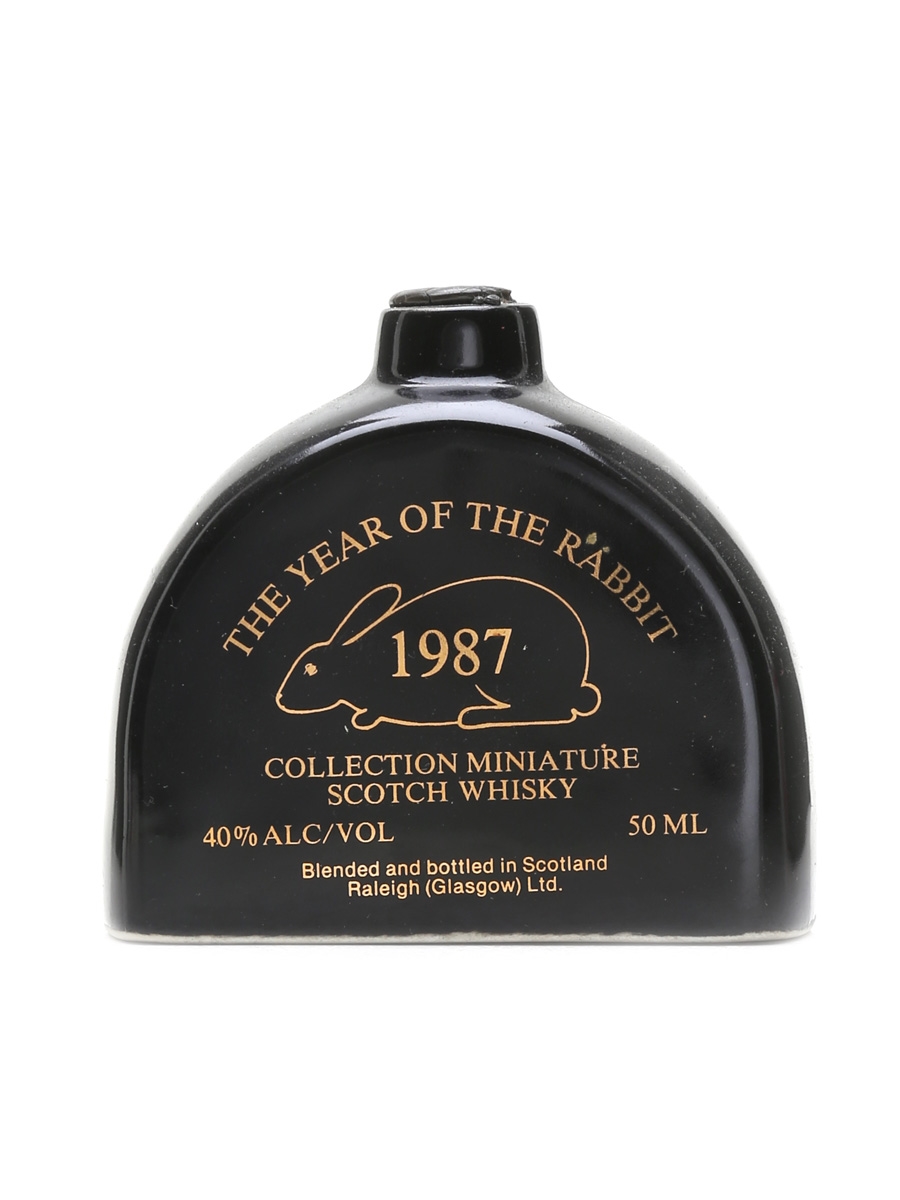 THE YEAR OF THE RABBIT
1987
COLLECTION MINIATURE
SCOTCH WHISKY
40% ALC/VOL 50 ML
Blended and bottled in Scotland
Raleigh (Glasgow) Ltd.